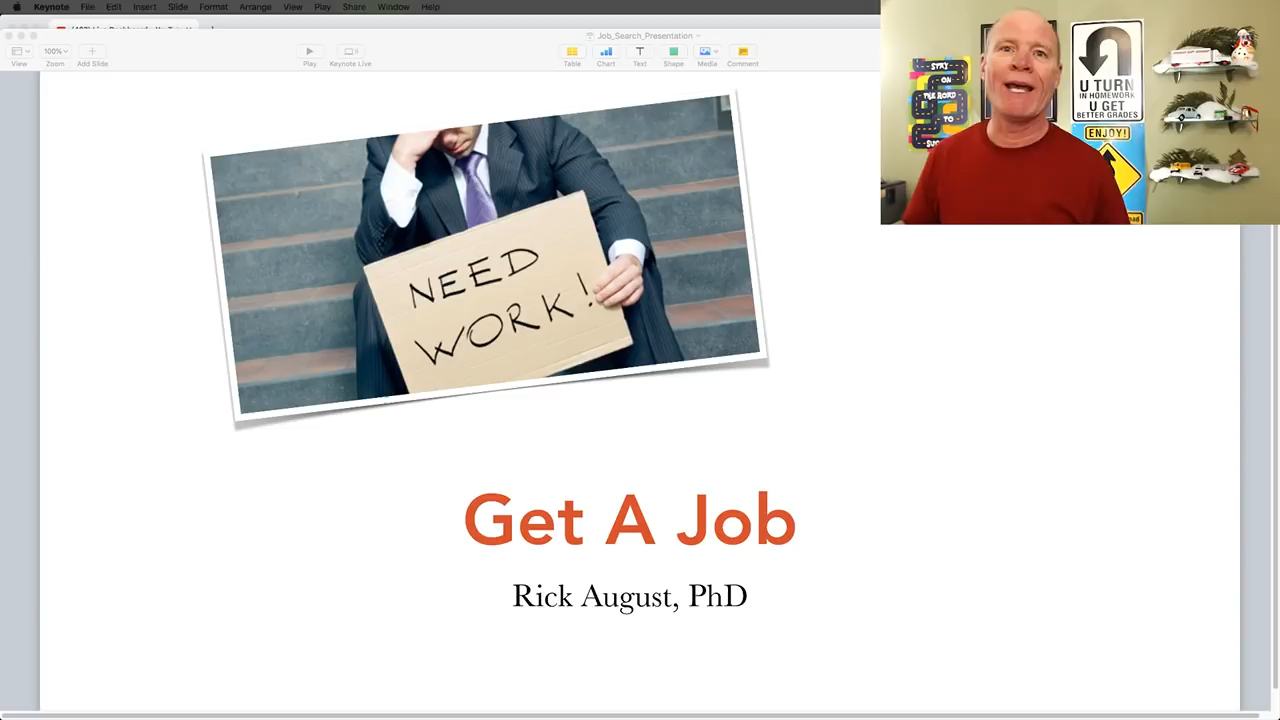 Keynote File Edit Insert Slide Format Arrange View Play Share Window Help
Job_Search_Presentation
100%
View Zoom Add Slide Play Keynote Live Table Chart Text Shape Media Comment
NEED
WORK!
Get A Job
Rick August, PhD
STAY
ON
THE ROAD
TO
U TURN
IN HOMEWORK
U GET
BETTER GRADES
ENJOY!